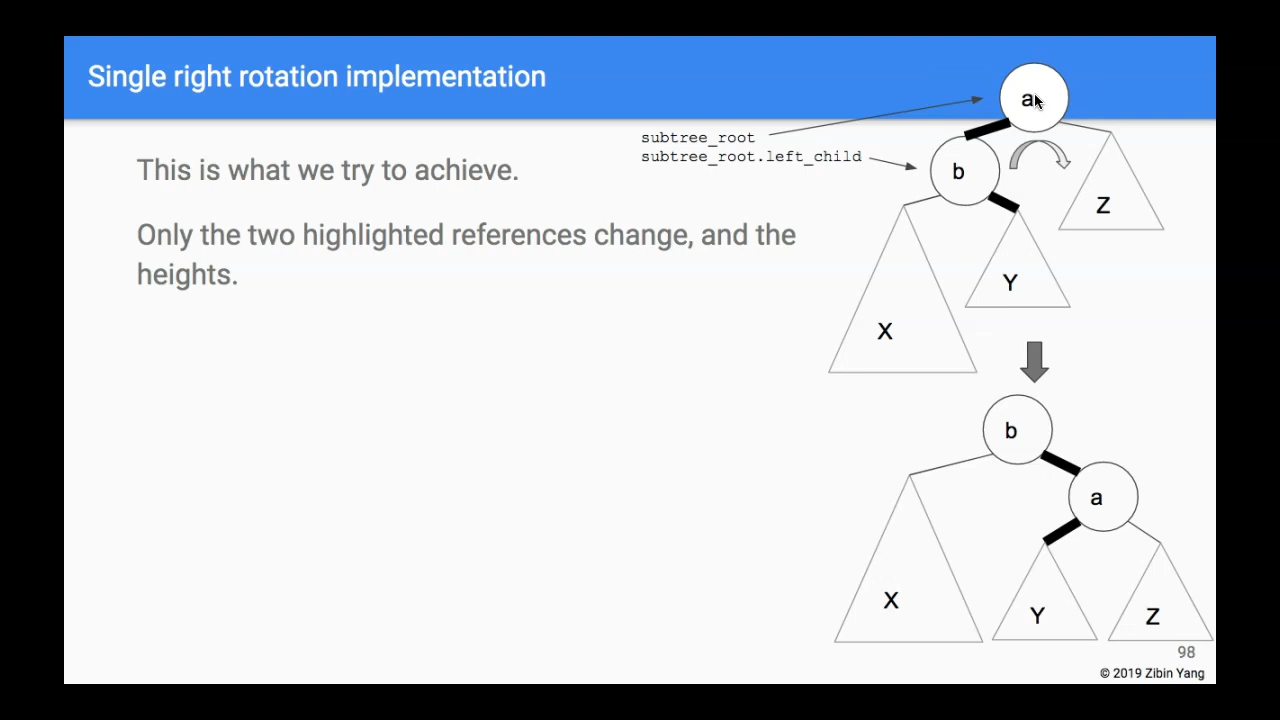 Single right rotation implementation
a
subtree_root
subtree_root.left_child
This is what we try to achieve.
b
Z
Only the two highlighted references change, and the
heights.
Y
X
b
a
X
Y
Z
98
© 2019 Zibin Yang